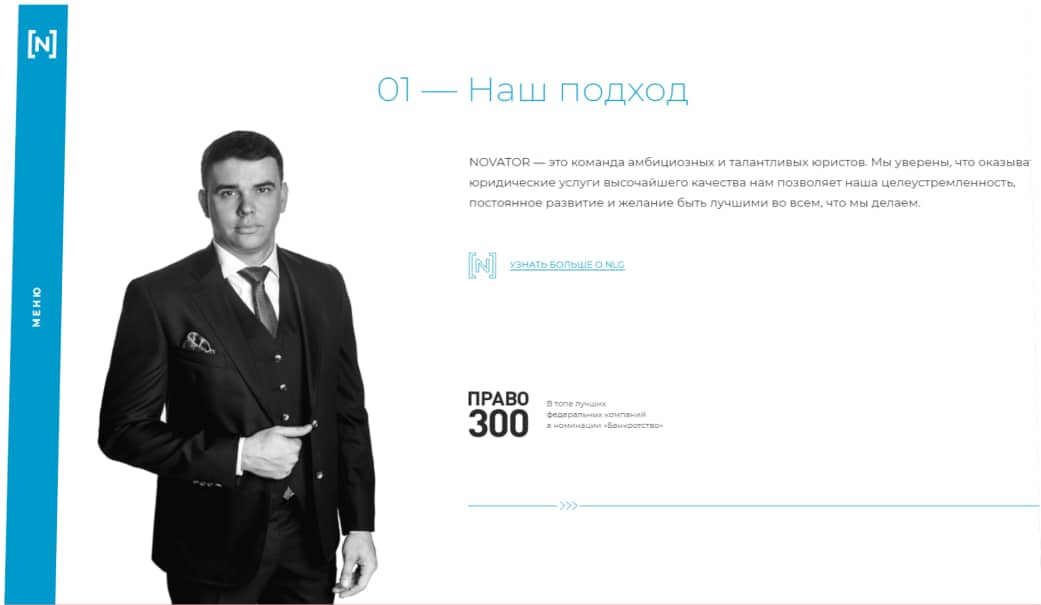 [N]
01 — Наш подход
NOVATOR — это команда амбициозных и талантливых юристов. Мы уверены, что
юридические услуги высочайшего качества нам позволяет наша целеустремленность,
постоянное развитие и желание быть лучшими во всем, что мы делаем.
[N] УЗНАТЬ БОЛЬШЕ О NLG
МЕНЮ
ПРАВО
300
В топе лучших
федеральных компаний
в номинации «Банкротство»